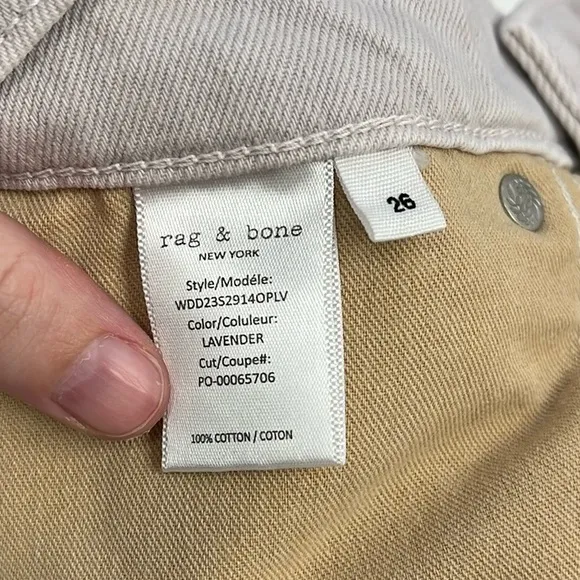 rag & bone
NEW YORK
Style/Modéle:
WDD23S2914OPLV
Color/Coluleur:
LAVENDER
Cut/Coupe#:
PO-00065706
100% COTTON / COTON
26